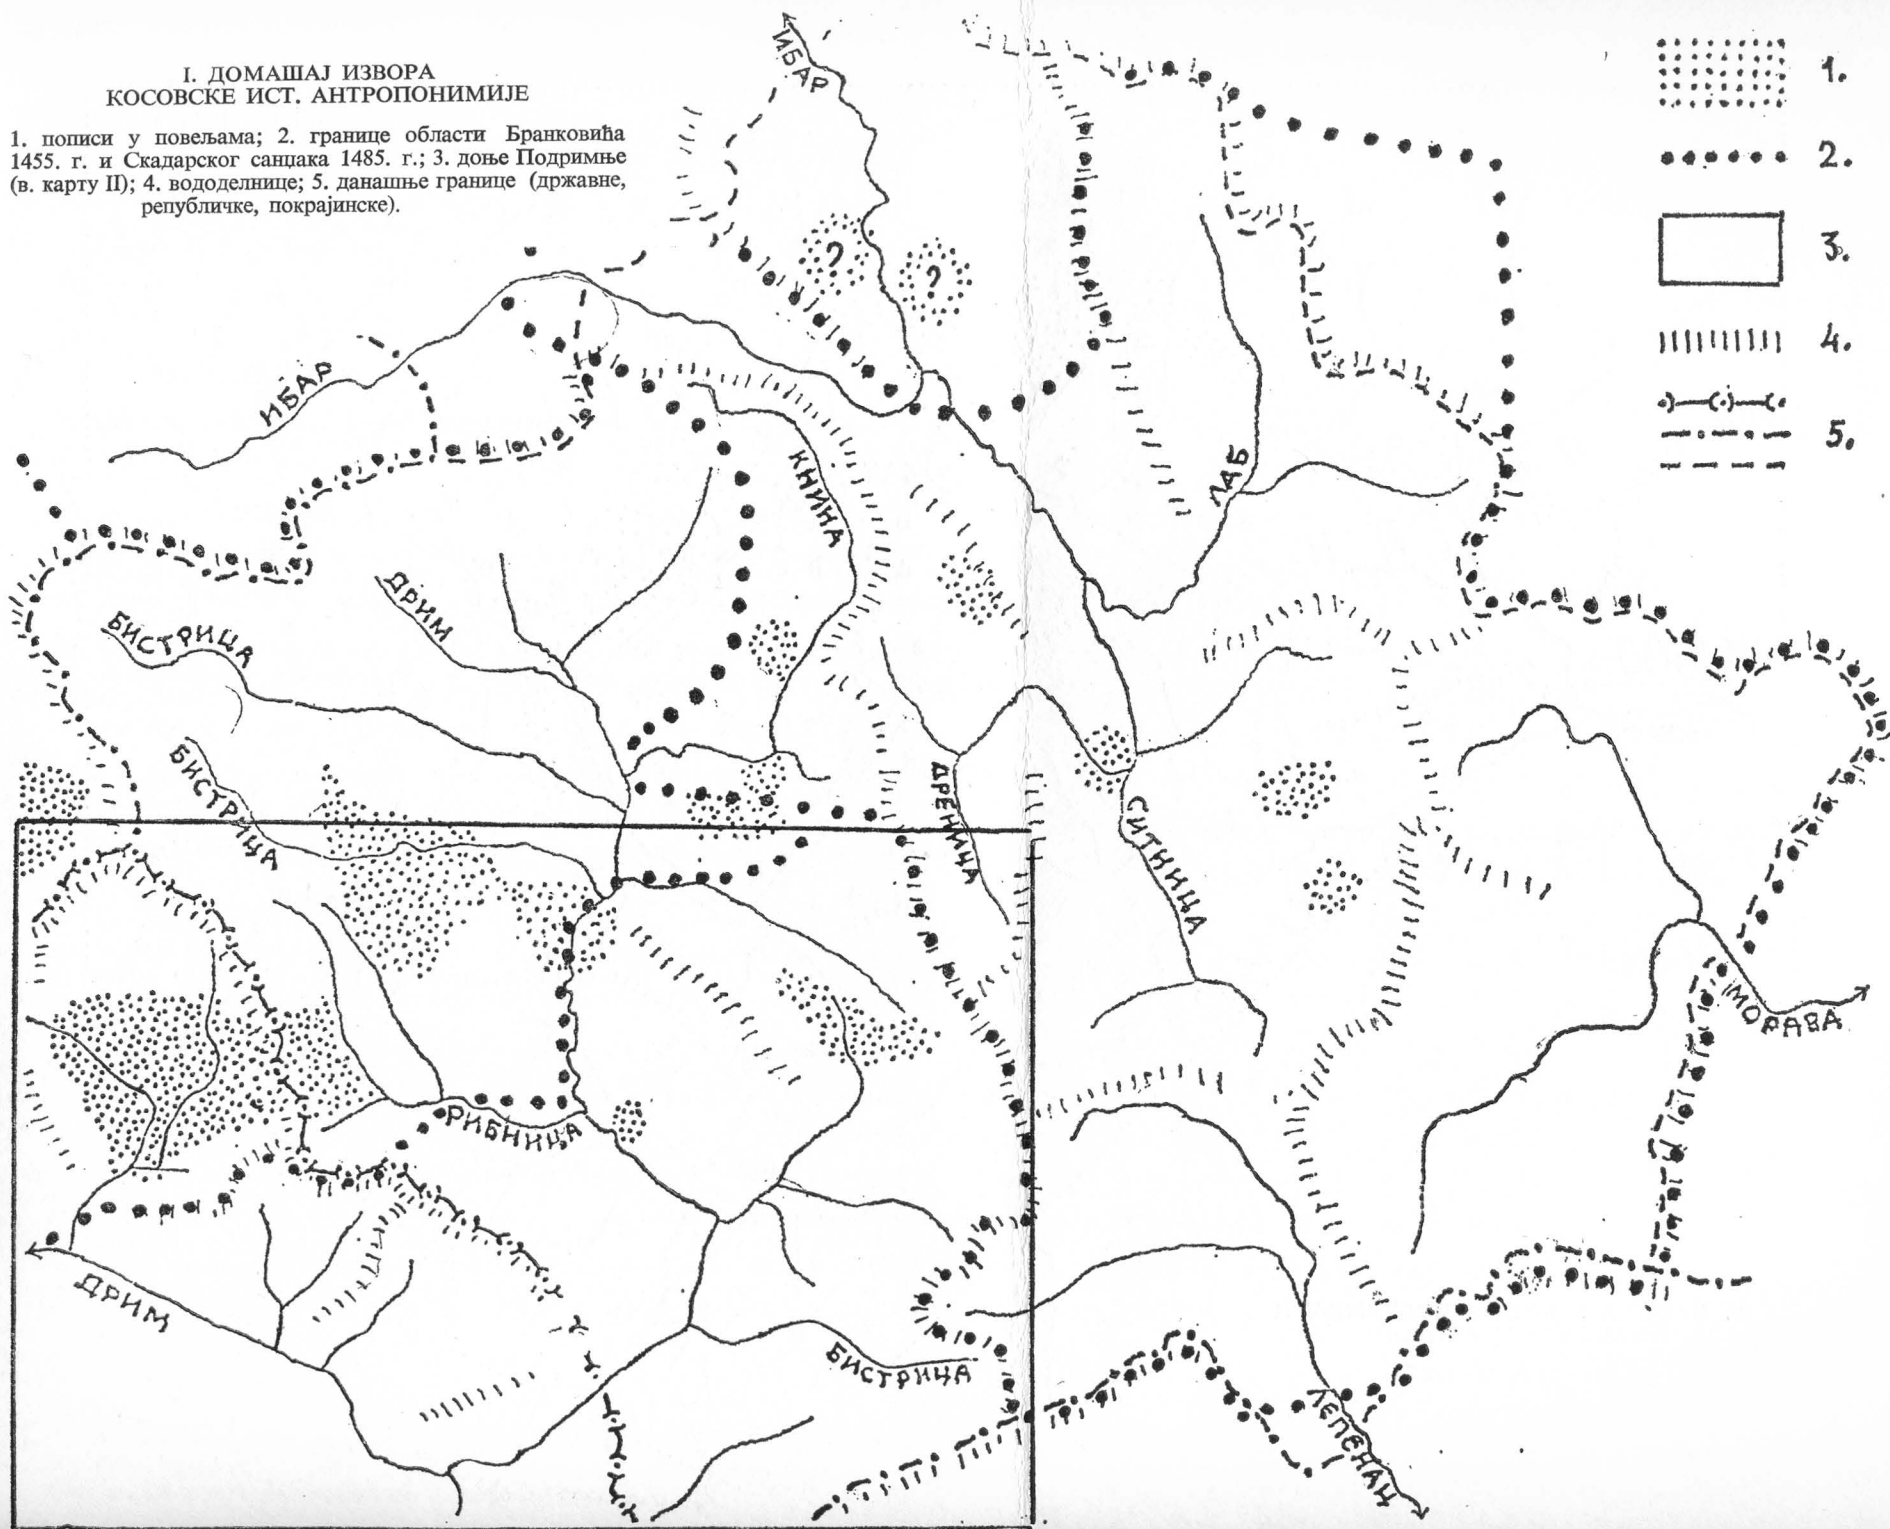 I. ДОМАШАЈ ИЗВОРА
КОСОВСКЕ ИСТ. АНТРОПОНИМИЈЕ
1. пописи у повељама; 2. границе области Бранковића
1455. г. и Скадарског санџака 1485. г.; 3. доње Подримње
(в. карту II); 4. вододелнице; 5. данашње границе (државне,
републичке, покрајинске).
1.
2.
3.
4.
5.
ИБАР
?
?
ИБАР
КНИНА
ЛАБ
ДРИМ
БИСТРИЦА
БИСТРИЦА
ДРЕНИЦА
СИТНИЦА
МОРАВА
РИБНИЦА
ДРИМ
БИСТРИЦА
ЛЕПЕНАЦ